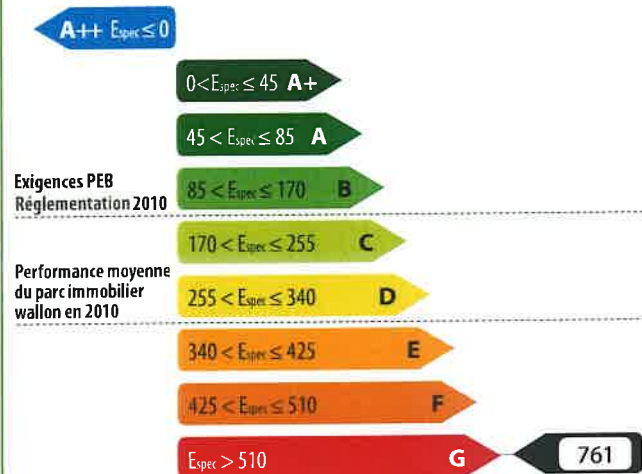 A++ Espec ≤ 0
0 < Espec ≤ 45 A+
45 < Espec ≤ 85 A
Exigences PEB
Réglementation 2010
85 < Espec ≤ 170 B
170 < Espec ≤ 255 C
Performance moyenne
du parc immobilier
wallon en 2010
255 < Espec ≤ 340 D
340 < Espec ≤ 425 E
425 < Espec ≤ 510 F
Espec > 510 G 761